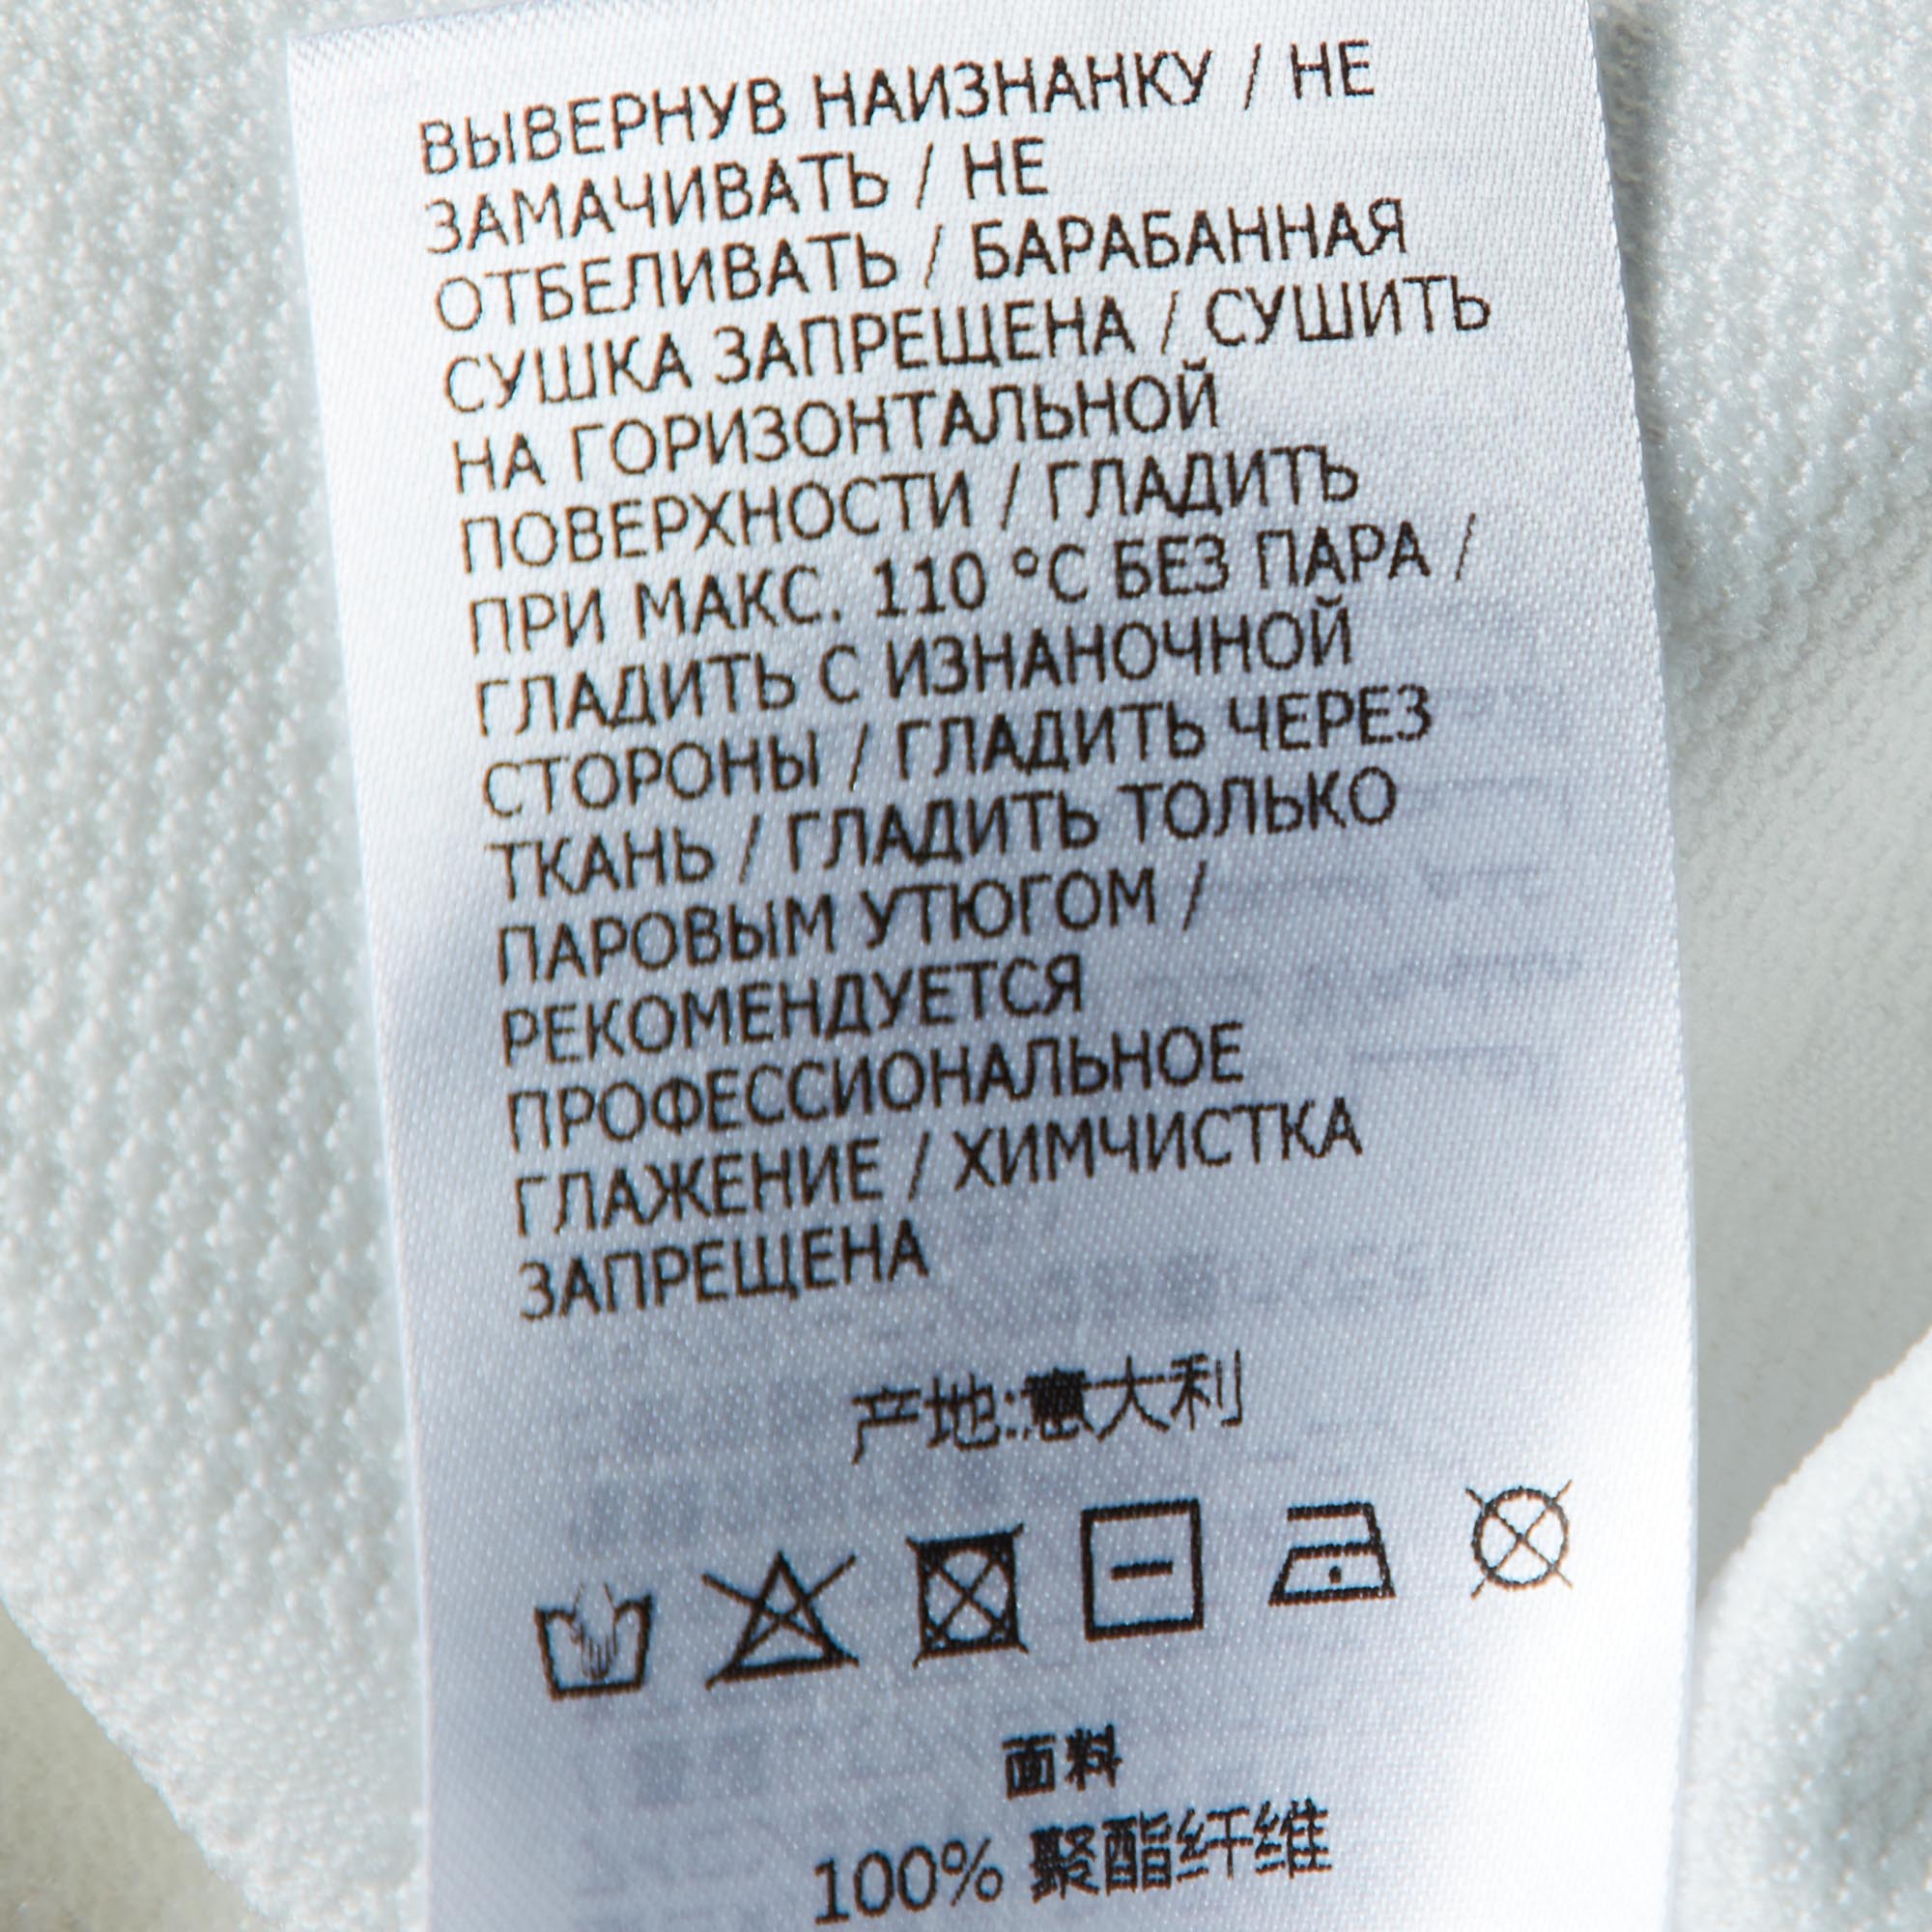 ВЫВЕРНУВ НАИЗНАНКУ / НЕ
ЗАМАЧИВАТЬ / НЕ
ОТБЕЛИВАТЬ / БАРАБАННАЯ
СУШКА ЗАПРЕЩЕНА / СУШИТЬ
НА ГОРИЗОНТАЛЬНОЙ
ПОВЕРХНОСТИ / ГЛАДИТЬ
ПРИ МАКС. 110 °C БЕЗ ПАРА /
ГЛАДИТЬ С ИЗНАНОЧНОЙ
СТОРОНЫ / ГЛАДИТЬ ЧЕРЕЗ
ТКАНЬ / ГЛАДИТЬ ТОЛЬКО
ПАРОВЫМ УТЮГОМ /
РЕКОМЕНДУЕТСЯ
ПРОФЕССИОНАЛЬНОЕ
ГЛАЖЕНИЕ / ХИМЧИСТКА
ЗАПРЕЩЕНА
产地:意大利
面料
100% 聚酯纤维